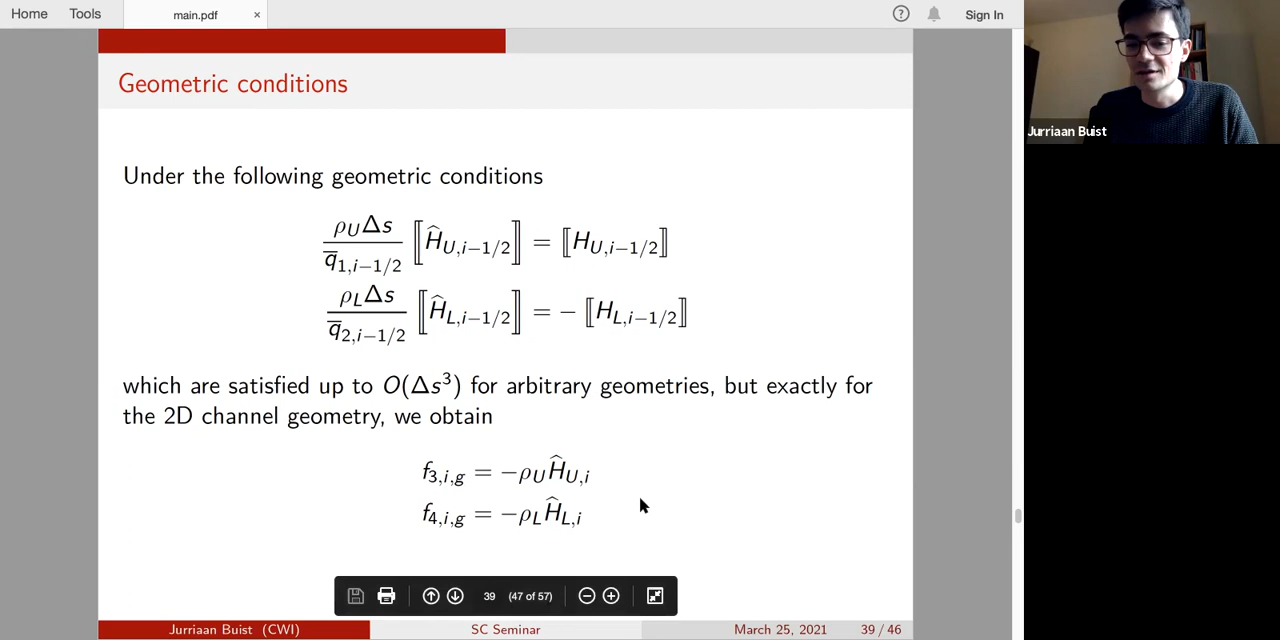 Home Tools main.pdf × ? Sign In
Geometric conditions
Under the following geometric conditions
ρ_U Δs / q̅_{1,i−1/2} ⟦Ĥ_{U,i−1/2}⟧ = ⟦H_{U,i−1/2}⟧
ρ_L Δs / q̅_{2,i−1/2} ⟦Ĥ_{L,i−1/2}⟧ = − ⟦H_{L,i−1/2}⟧
which are satisfied up to O(Δs³) for arbitrary geometries, but exactly for
the 2D channel geometry, we obtain
f_{3,i,g} = −ρ_U Ĥ_{U,i}
f_{4,i,g} = −ρ_L Ĥ_{L,i}
39 (47 of 57)
Jurriaan Buist (CWI) SC Seminar March 25, 2021 39 / 46
Jurriaan Buist